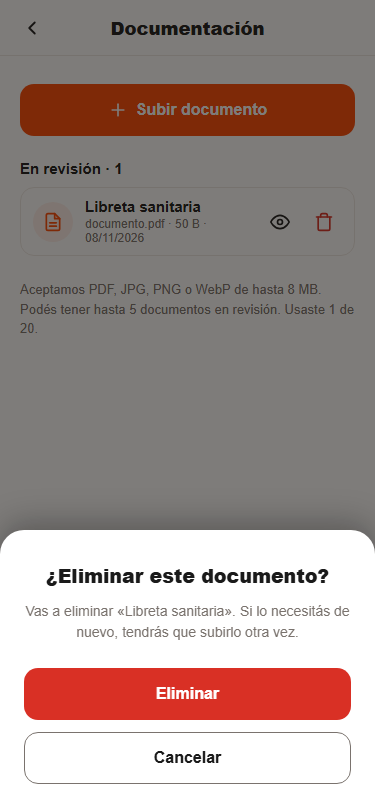 Documentación
Subir documento
En revisión · 1
Libreta sanitaria
documento.pdf · 50 B ·
08/11/2026
Aceptamos PDF, JPG, PNG o WebP de hasta 8 MB.
Podés tener hasta 5 documentos en revisión. Usaste 1 de
20.
¿Eliminar este documento?
Vas a eliminar «Libreta sanitaria». Si lo necesitás de
nuevo, tendrás que subirlo otra vez.
Eliminar
Cancelar